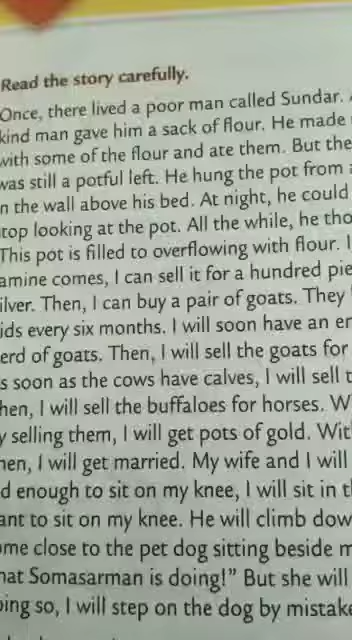 Read the story carefully.
Once, there lived a poor man called Sundar.
kind man gave him a sack of flour. He made
with some of the flour and ate them. But the
was still a potful left. He hung the pot from
n the wall above his bed. At night, he could
top looking at the pot. All the while, he tho
This pot is filled to overflowing with flour. I
amine comes, I can sell it for a hundred pie
ilver. Then, I can buy a pair of goats. They
ids every six months. I will soon have an en
erd of goats. Then, I will sell the goats for
s soon as the cows have calves, I will sell t
hen, I will sell the buffaloes for horses. W
y selling them, I will get pots of gold. Wit
hen, I will get married. My wife and I will
d enough to sit on my knee, I will sit in th
ant to sit on my knee. He will climb dow
ome close to the pet dog sitting beside m
hat Somasarman is doing!” But she will
oing so, I will step on the dog by mistake